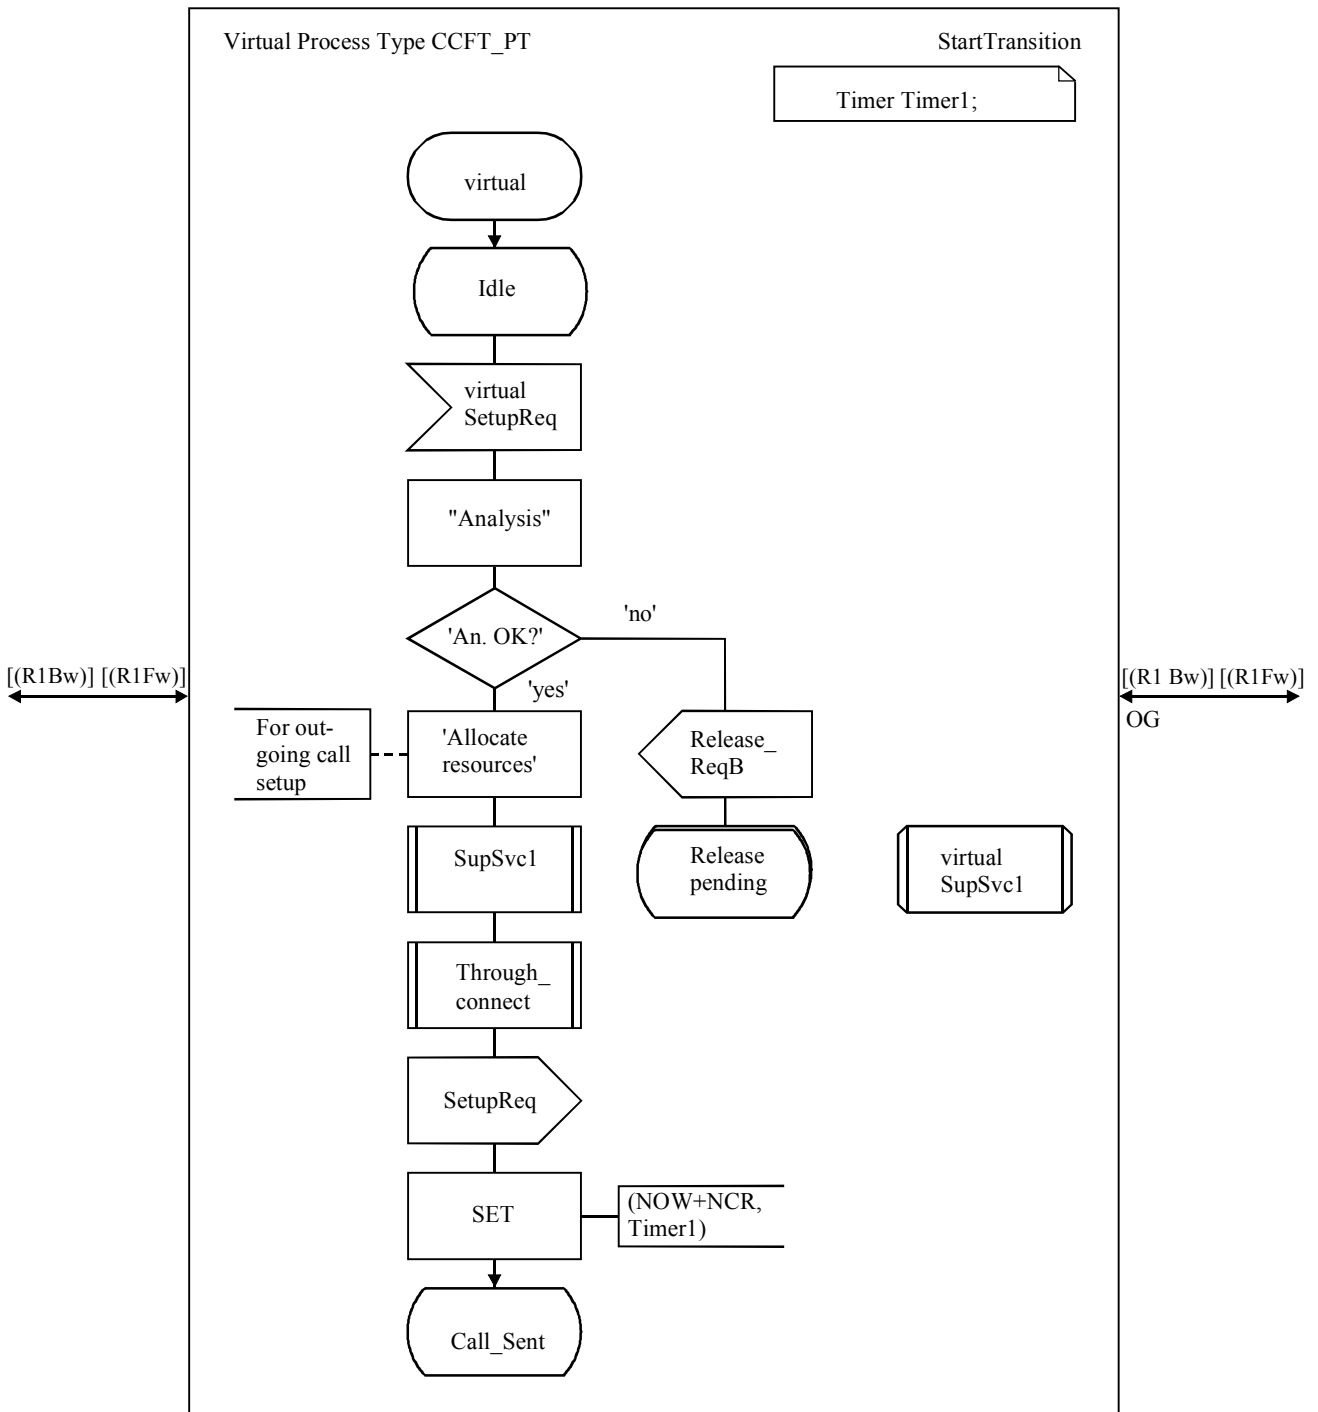 Virtual Process Type CCFT_PT
StartTransition
Timer Timer1;
virtual
Idle
virtual
SetupReq
"Analysis"
'An. OK?'
'no'
'yes'
[(R1Bw)] [(R1Fw)]
[(R1 Bw)] [(R1Fw)]
OG
For out-
going call
setup
'Allocate
resources'
Release_
ReqB
SupSvc1
Release
pending
virtual
SupSvc1
Through_
connect
SetupReq
SET
(NOW+NCR,
Timer1)
Call_Sent